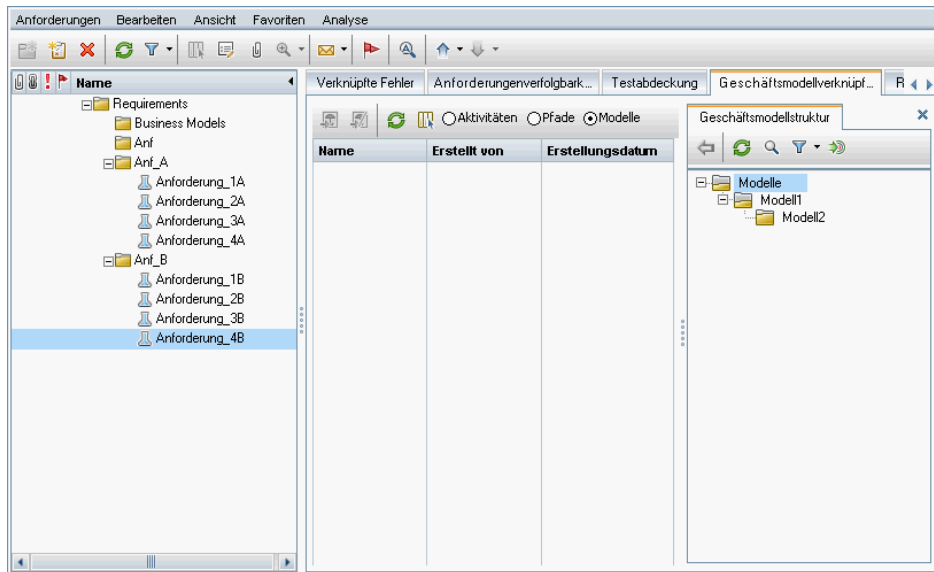 Anforderungen Bearbeiten Ansicht Favoriten Analyse
Name
Requirements
Business Models
Anf
Anf_A
Anforderung_1A
Anforderung_2A
Anforderung_3A
Anforderung_4A
Anf_B
Anforderung_1B
Anforderung_2B
Anforderung_3B
Anforderung_4B
Verknüpfte Fehler Anforderungenverfolgbark... Testabdeckung Geschäftsmodellverknüpf... R
Aktivitäten Pfade Modelle
Name Erstellt von Erstellungsdatum
Geschäftsmodellstruktur
Modelle
Modell1
Modell2